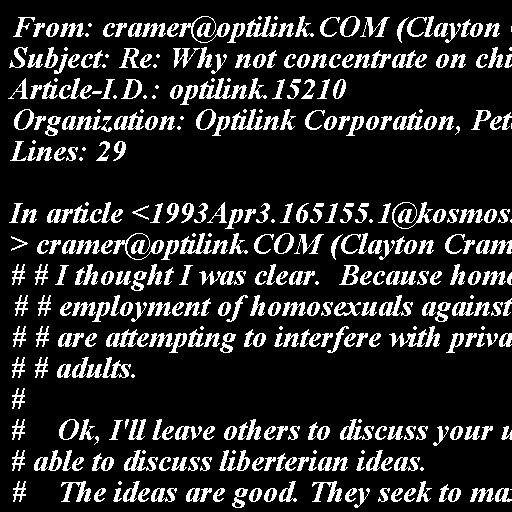 From: cramer@optilink.COM (Clayton
Subject: Re: Why not concentrate on chi
Article-I.D.: optilink.15210
Organization: Optilink Corporation, Pet
Lines: 29

In article <1993Apr3.165155.1@kosmos.
> cramer@optilink.COM (Clayton Cram
# # I thought I was clear.  Because homo
# # employment of homosexuals against
# # are attempting to interfere with priva
# # adults.
#
#    Ok, I'll leave others to discuss your u
# able to discuss liberterian ideas.
#    The ideas are good. They seek to max